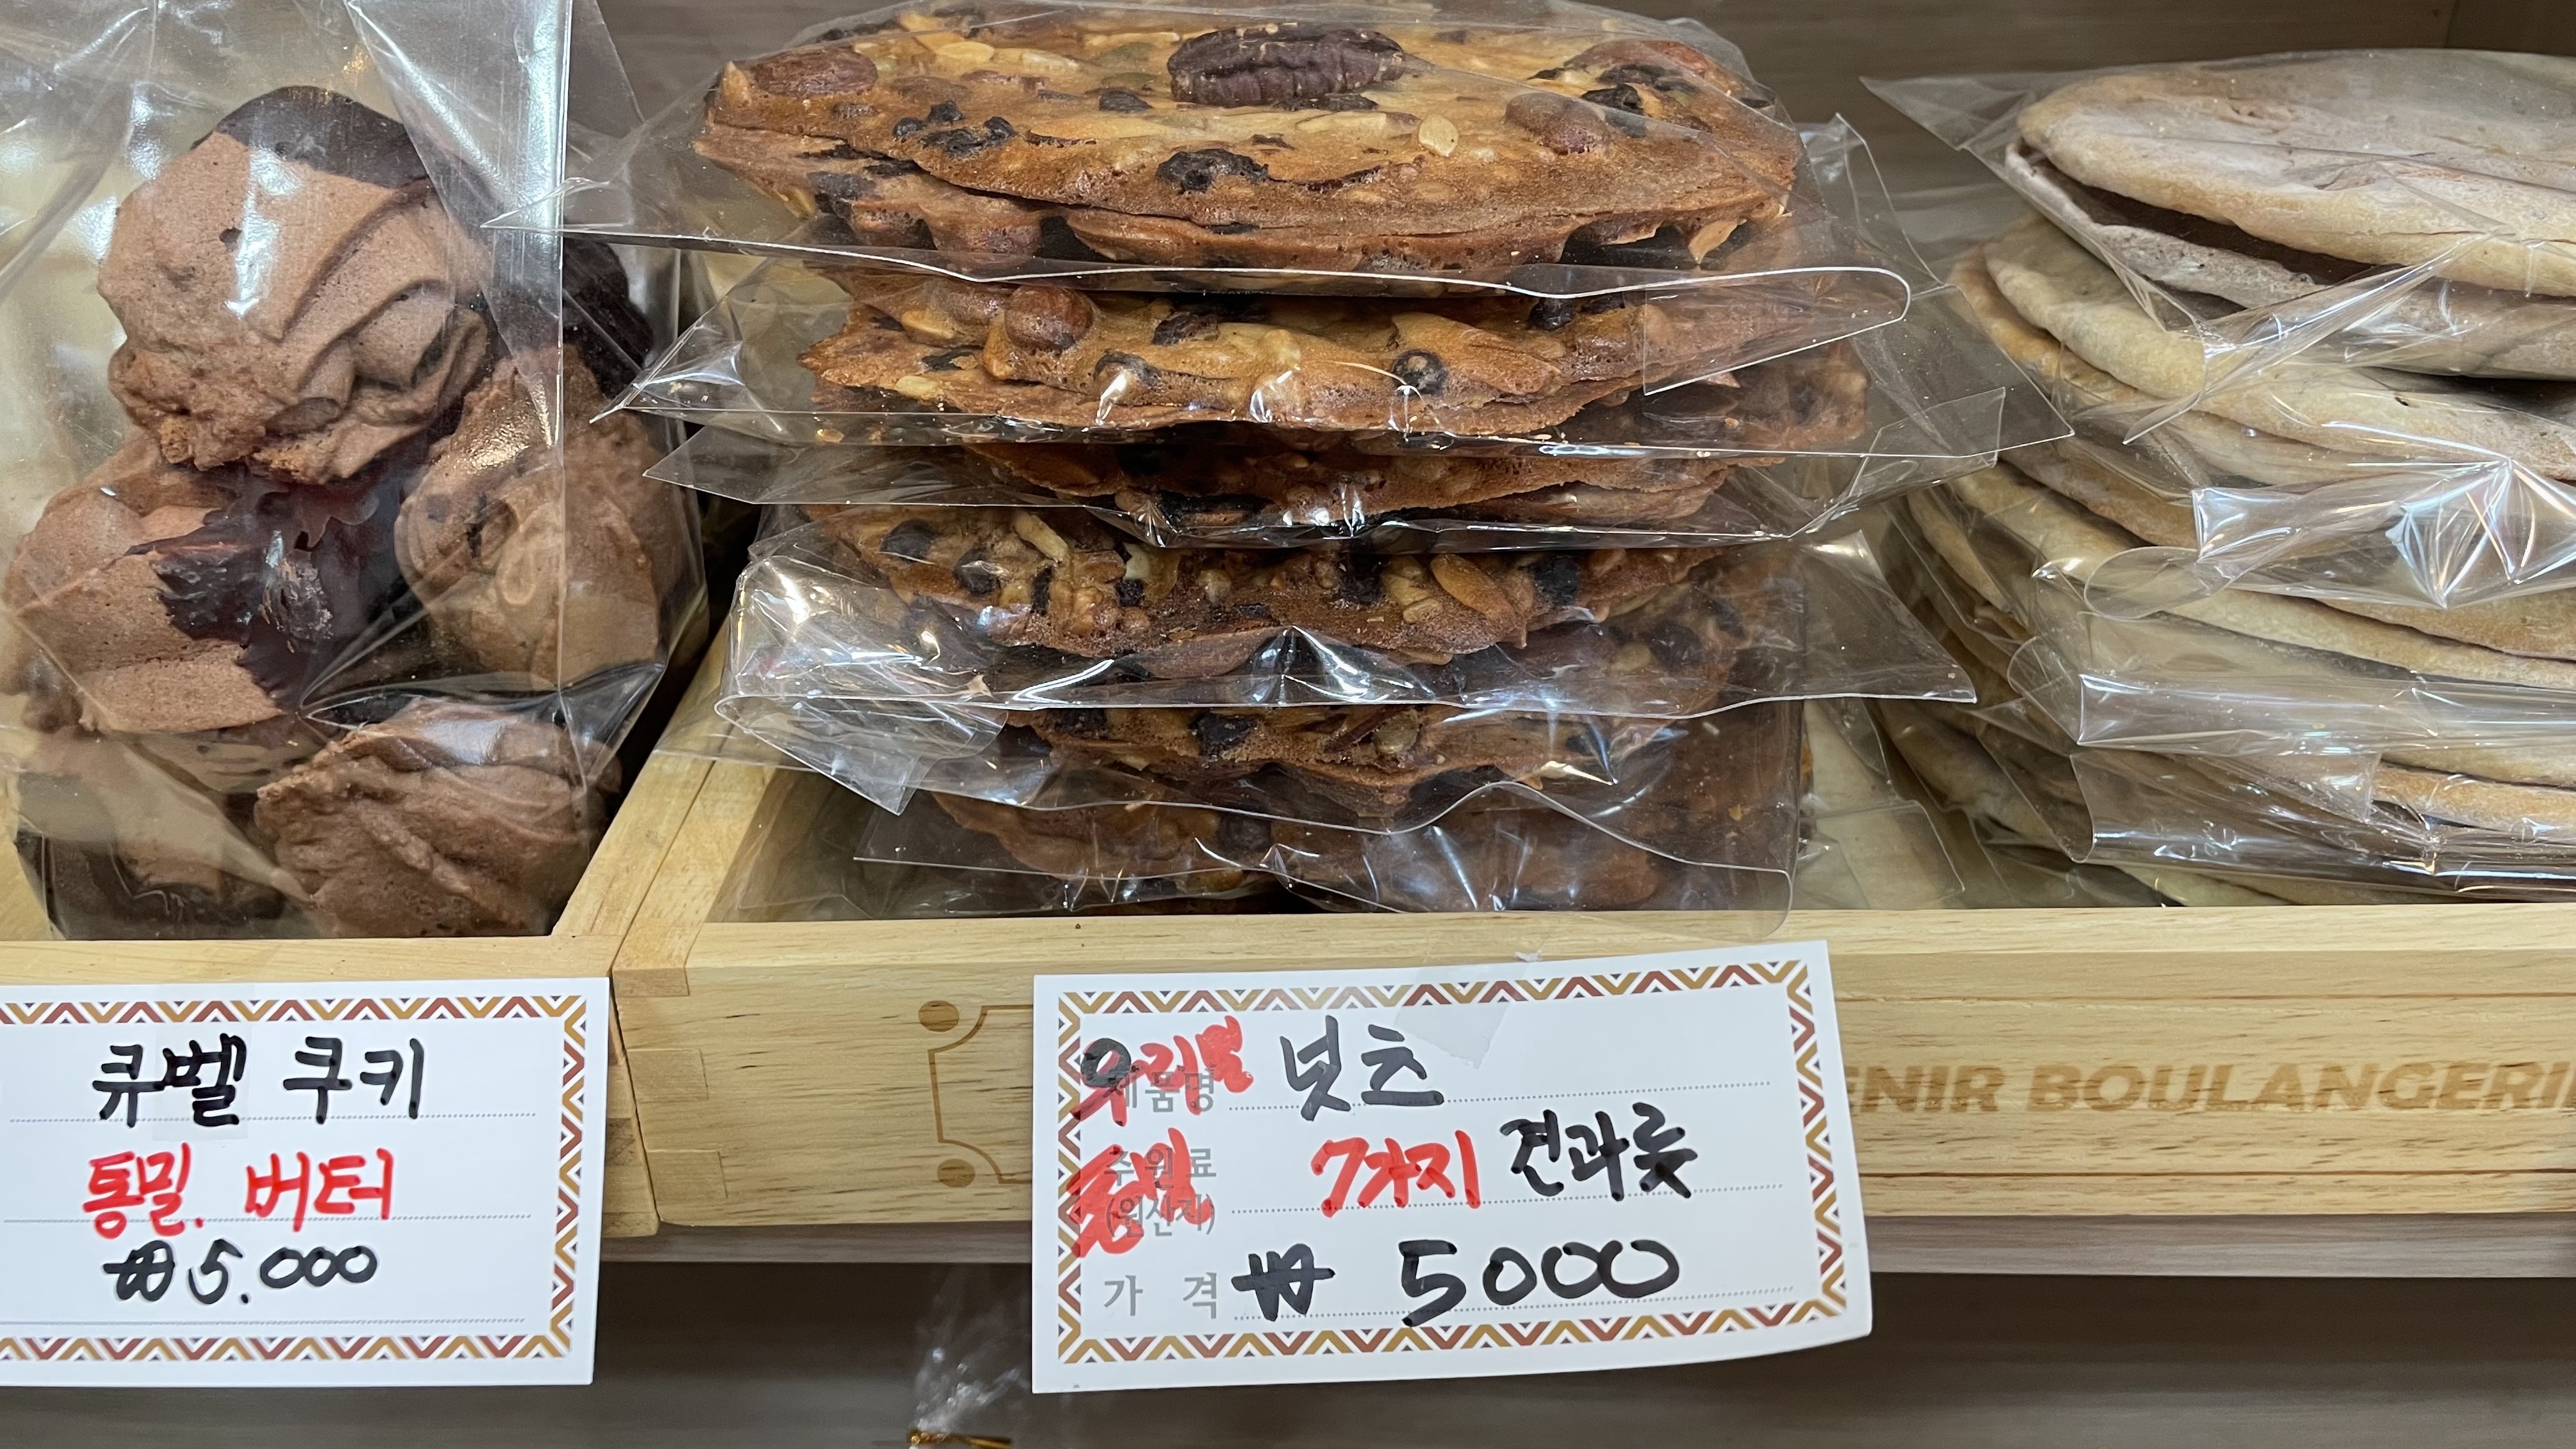 큐벨 쿠키
통밀. 버터
₩5.000
우리밀 넛츠
제품명
통밀 7가지 견과류
주원료
(원산지)
가 격 ₩ 5000
ENIR BOULANGERI